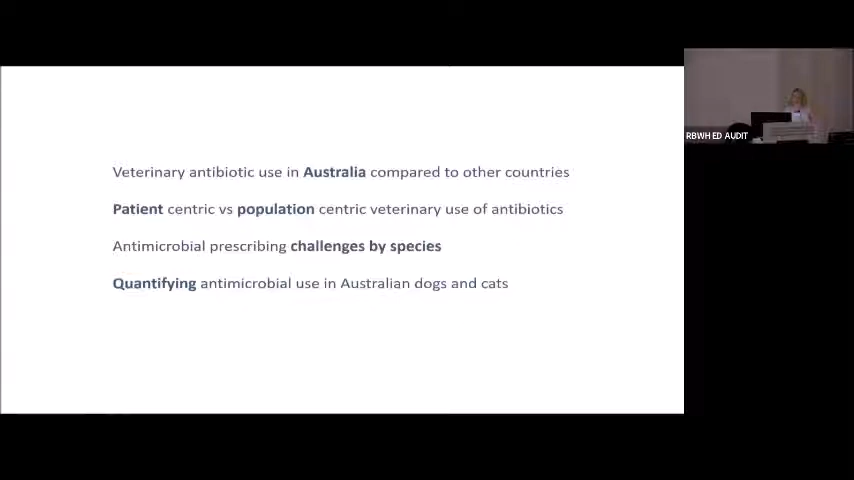 Veterinary antibiotic use in Australia compared to other countries
Patient centric vs population centric veterinary use of antibiotics
Antimicrobial prescribing challenges by species
Quantifying antimicrobial use in Australian dogs and cats
RBWH ED AUDIT